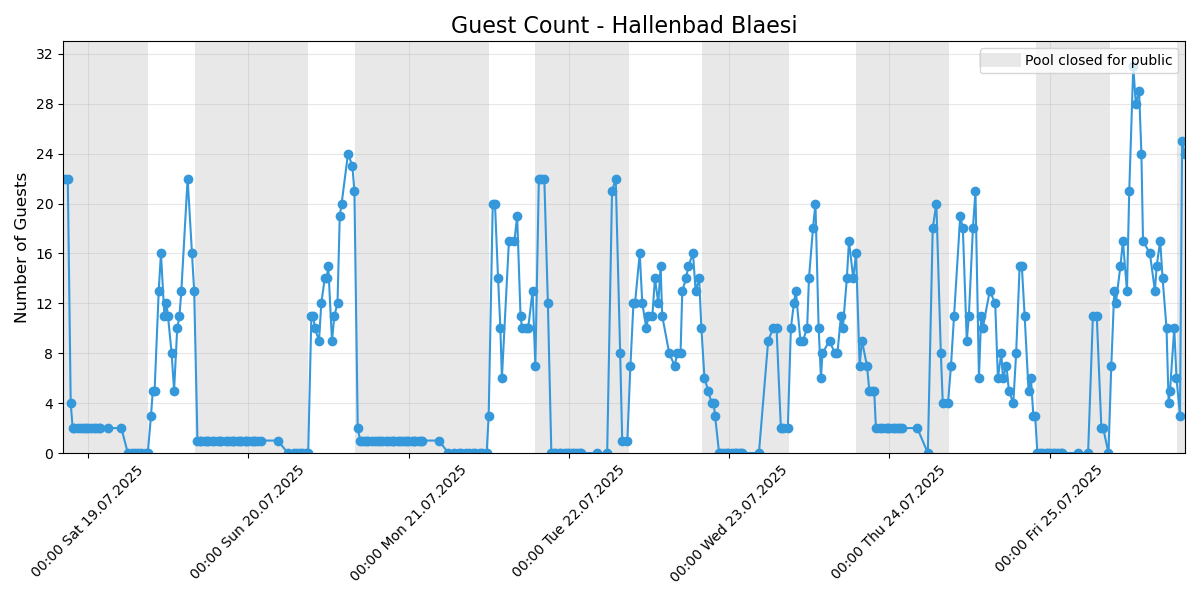 Guest Count - Hallenbad Blaesi
Pool closed for public
Number of Guests
32
28
24
20
16
12
8
4
0
00:00 Sat 19.07.2025
00:00 Sun 20.07.2025
00:00 Mon 21.07.2025
00:00 Tue 22.07.2025
00:00 Wed 23.07.2025
00:00 Thu 24.07.2025
00:00 Fri 25.07.2025